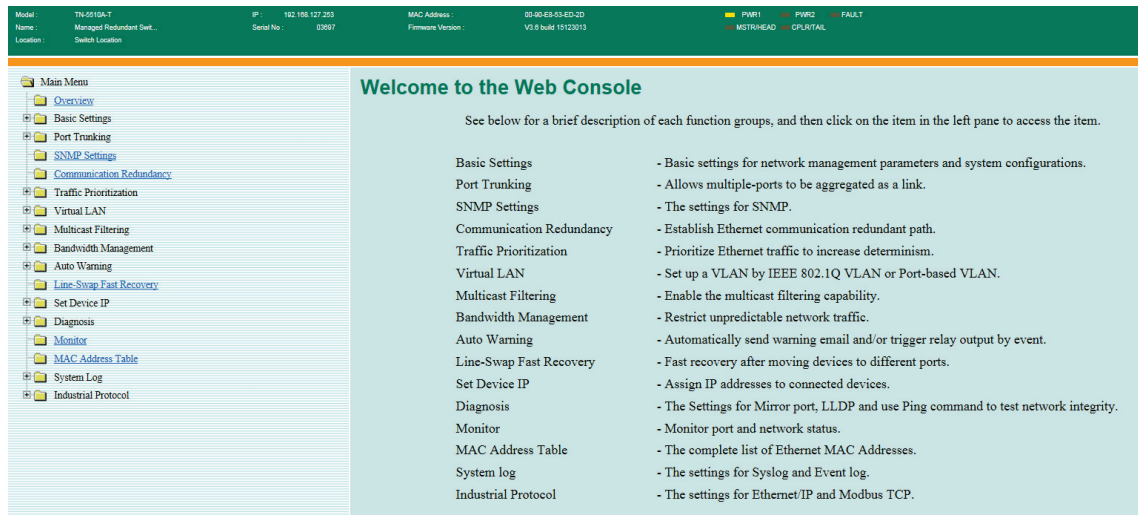 Model : TN-5510A-T IP : 192.168.127.253 MAC Address : 00-90-E8-53-ED-2D PWR1 PWR2 FAULT
Name : Managed Redundant Swit... Serial No : 03697 Firmware Version : V3.6 build 15123013 MSTR/HEAD CPLR/TAIL
Location : Switch Location
Main Menu
Overview
Basic Settings
Port Trunking
SNMP Settings
Communication Redundancy
Traffic Prioritization
Virtual LAN
Multicast Filtering
Bandwidth Management
Auto Warning
Line-Swap Fast Recovery
Set Device IP
Diagnosis
Monitor
MAC Address Table
System Log
Industrial Protocol
Welcome to the Web Console
See below for a brief description of each function groups, and then click on the item in the left pane to access the item.
Basic Settings - Basic settings for network management parameters and system configurations.
Port Trunking - Allows multiple-ports to be aggregated as a link.
SNMP Settings - The settings for SNMP.
Communication Redundancy - Establish Ethernet communication redundant path.
Traffic Prioritization - Prioritize Ethernet traffic to increase determinism.
Virtual LAN - Set up a VLAN by IEEE 802.1Q VLAN or Port-based VLAN.
Multicast Filtering - Enable the multicast filtering capability.
Bandwidth Management - Restrict unpredictable network traffic.
Auto Warning - Automatically send warning email and/or trigger relay output by event.
Line-Swap Fast Recovery - Fast recovery after moving devices to different ports.
Set Device IP - Assign IP addresses to connected devices.
Diagnosis - The Settings for Mirror port, LLDP and use Ping command to test network integrity.
Monitor - Monitor port and network status.
MAC Address Table - The complete list of Ethernet MAC Addresses.
System log - The settings for Syslog and Event log.
Industrial Protocol - The settings for Ethernet/IP and Modbus TCP.